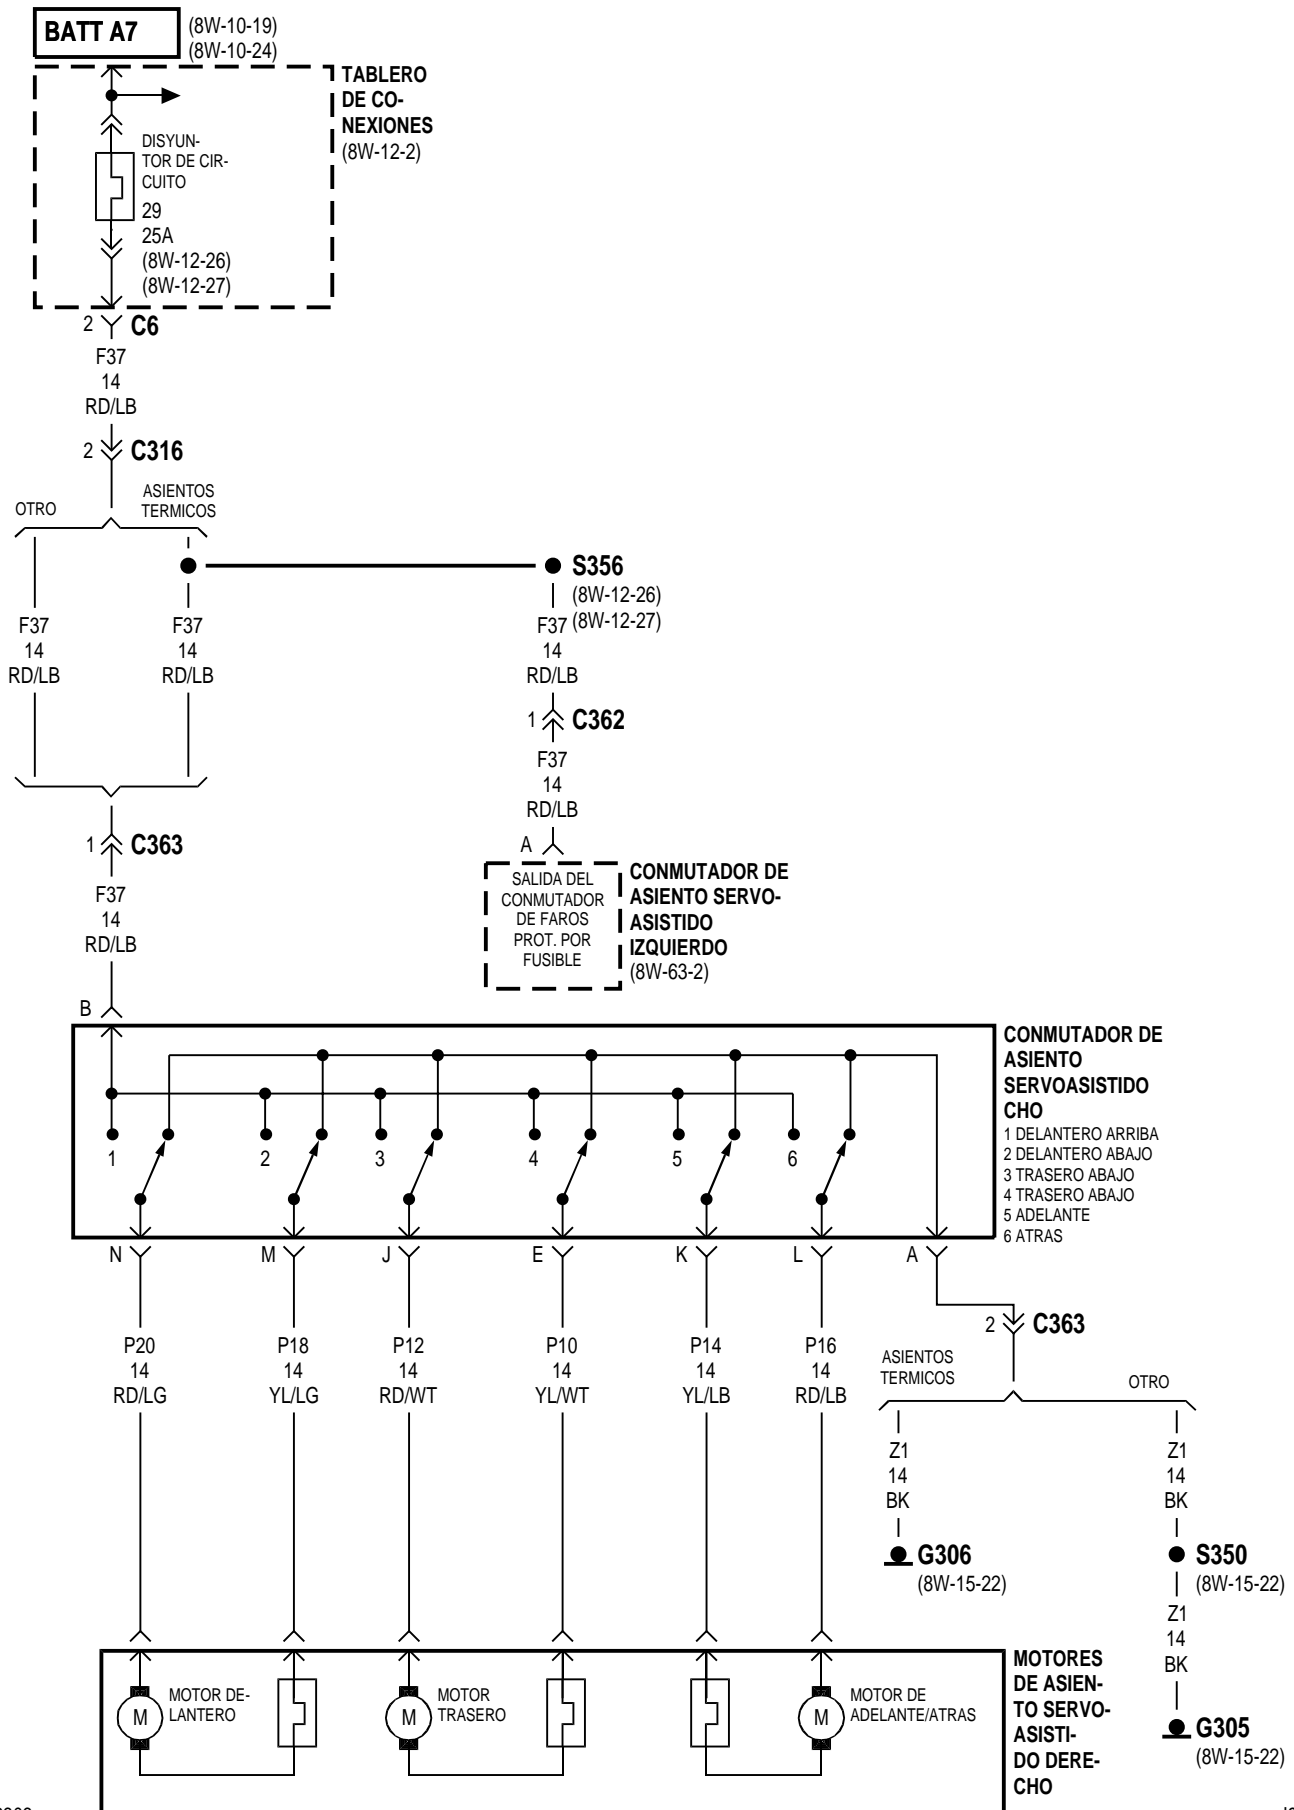 BATT A7
(8W-10-19)
(8W-10-24)
TABLERO
DE CO-
NEXIONES
(8W-12-2)
DISYUN-
TOR DE CIR-
CUITO
29
25A
(8W-12-26)
(8W-12-27)
2 C6
F37
14
RD/LB
2 C316
OTRO
ASIENTOS
TERMICOS
S356
(8W-12-26)
(8W-12-27)
F37
14
RD/LB
F37
14
RD/LB
F37
14
RD/LB
1 C362
F37
14
RD/LB
A
SALIDA DEL
CONMUTADOR
DE FAROS
PROT. POR
FUSIBLE
CONMUTADOR DE
ASIENTO SERVO-
ASISTIDO
IZQUIERDO
(8W-63-2)
1 C363
F37
14
RD/LB
B
CONMUTADOR DE
ASIENTO
SERVOASISTIDO
CHO
1 DELANTERO ARRIBA
2 DELANTERO ABAJO
3 TRASERO ABAJO
4 TRASERO ABAJO
5 ADELANTE
6 ATRAS
1 2 3 4 5 6
N M J E K L A
P20
14
RD/LG
P18
14
YL/LG
P12
14
RD/WT
P10
14
YL/WT
P14
14
YL/LB
P16
14
RD/LB
2 C363
ASIENTOS
TERMICOS
OTRO
Z1
14
BK
Z1
14
BK
G306
(8W-15-22)
S350
(8W-15-22)
Z1
14
BK
G305
(8W-15-22)
MOTORES
DE ASIEN-
TO SERVO-
ASISTI-
DO DERE-
CHO
M
MOTOR DE-
LANTERO
M
MOTOR
TRASERO
M
MOTOR DE
ADELANTE/ATRAS